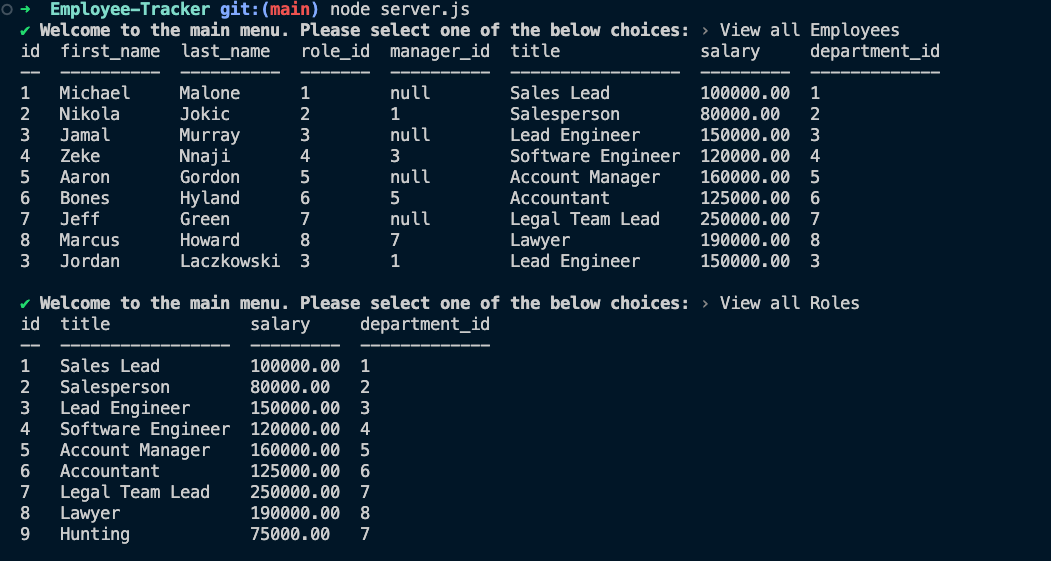 ➜  Employee-Tracker git:(main) node server.js
✔ Welcome to the main menu. Please select one of the below choices: › View all Employees
id  first_name  last_name   role_id  manager_id  title              salary     department_id
--  ----------  ----------  -------  ----------  -----------------  ---------  -------------
1   Michael     Malone      1        null        Sales Lead         100000.00  1
2   Nikola      Jokic       2        1           Salesperson        80000.00   2
3   Jamal       Murray      3        null        Lead Engineer      150000.00  3
4   Zeke        Nnaji       4        3           Software Engineer  120000.00  4
5   Aaron       Gordon      5        null        Account Manager    160000.00  5
6   Bones       Hyland      6        5           Accountant         125000.00  6
7   Jeff        Green       7        null        Legal Team Lead    250000.00  7
8   Marcus      Howard      8        7           Lawyer             190000.00  8
3   Jordan      Laczkowski  3        1           Lead Engineer      150000.00  3
✔ Welcome to the main menu. Please select one of the below choices: › View all Roles
id  title              salary     department_id
--  -----------------  ---------  -------------
1   Sales Lead         100000.00  1
2   Salesperson        80000.00   2
3   Lead Engineer      150000.00  3
4   Software Engineer  120000.00  4
5   Account Manager    160000.00  5
6   Accountant         125000.00  6
7   Legal Team Lead    250000.00  7
8   Lawyer             190000.00  8
9   Hunting            75000.00   7